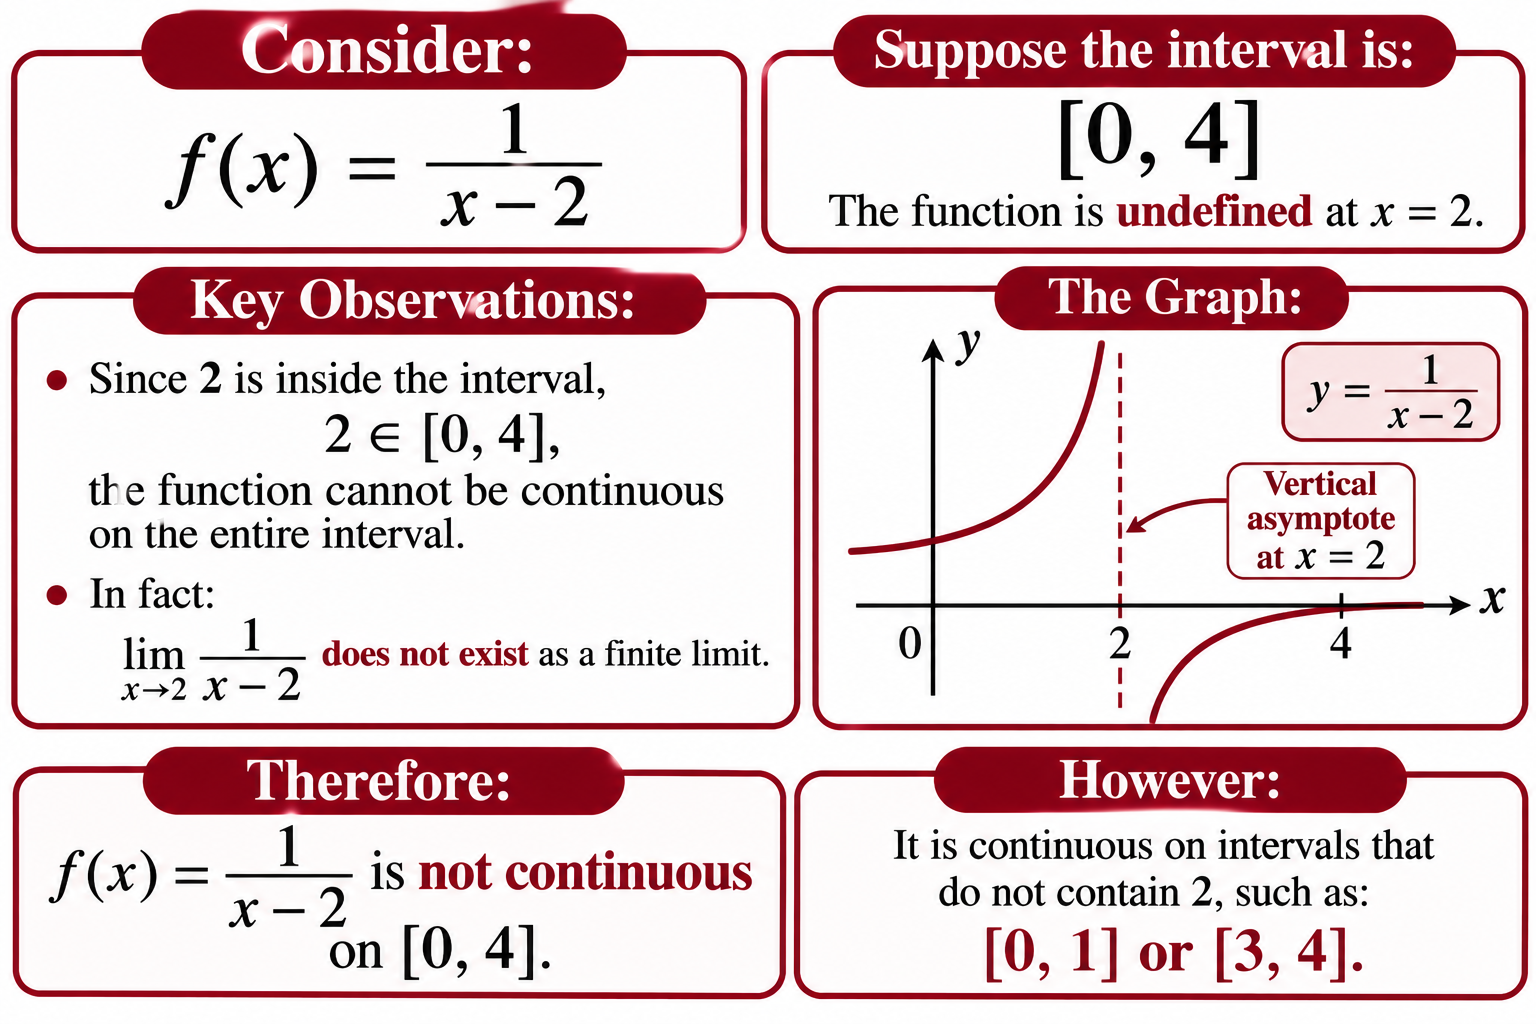 Consider:
f(x) = 1/(x − 2)
Suppose the interval is:
[0, 4]
The function is undefined at x = 2.
Key Observations:
• Since 2 is inside the interval,
2 ∈ [0, 4],
the function cannot be continuous
on the entire interval.
• In fact:
lim x→2 1/(x − 2) does not exist as a finite limit.
The Graph:
y
y = 1/(x − 2)
Vertical
asymptote
at x = 2
x
0 2 4
Therefore:
f(x) = 1/(x − 2) is not continuous
on [0, 4].
However:
It is continuous on intervals that
do not contain 2, such as:
[0, 1] or [3, 4].